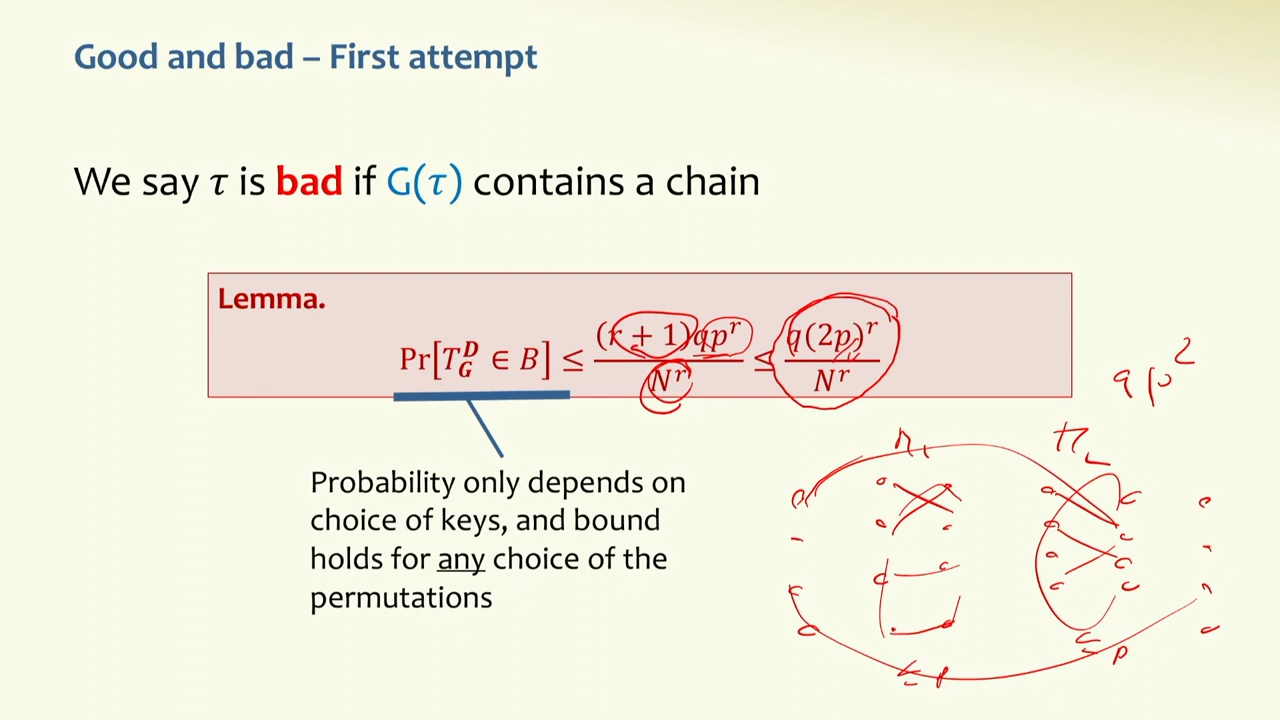 Good and bad – First attempt
We say τ is bad if G(τ) contains a chain
Lemma.
Pr[T_G^D ∈ B] ≤ (r + 1)qp^r / N^r ≤ q(2p)^r / N^r
Probability only depends on
choice of keys, and bound
holds for any choice of the
permutations
q p^2
p